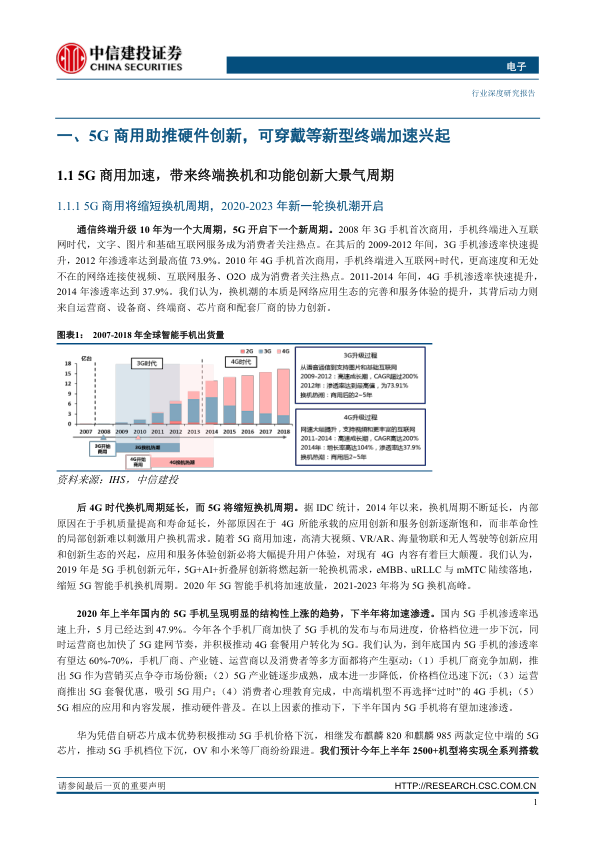 中信建投证券
CHINA SECURITIES
电子
行业深度研究报告
一、5G 商用助推硬件创新，可穿戴等新型终端加速兴起
1.1 5G 商用加速，带来终端换机和功能创新大景气周期
1.1.1 5G 商用将缩短换机周期，2020-2023 年新一轮换机潮开启
通信终端升级 10 年为一个大周期，5G 开启下一个新周期。2008 年 3G 手机首次商用，手机终端进入互联
网时代，文字、图片和基础互联网服务成为消费者关注热点。在其后的 2009-2012 年间，3G 手机渗透率快速提
升，2012 年渗透率达到最高值 73.9%。2010 年 4G 手机首次商用，手机终端进入互联网+时代，更高速度和无处
不在的网络连接使视频、互联网服务、O2O 成为消费者关注热点。2011-2014 年间，4G 手机渗透率快速提升，
2014 年渗透率达到 37.9%。我们认为，换机潮的本质是网络应用生态的完善和服务体验的提升，其背后动力则
来自运营商、设备商、终端商、芯片商和配套厂商的协力创新。
图表1： 2007-2018 年全球智能手机出货量
亿台
2G 3G 4G
3G时代
4G时代
18
15
12
9
6
3
0
2007 2008 2009 2010 2011 2012 2013 2014 2015 2016 2017 2018
3G开始
商用
3G换机热潮
4G开始
商用
4G换机热潮
3G升级过程
从语音通信到支持图片和基础互联网
2009-2012：高速成长期，CAGR超过200%
2012年：渗透率达到最高值，为73.91%
换机热潮：商用后的2~5年
4G升级过程
网速大幅提升，支持视频和更丰富的互联网
2011-2014：高速成长期，CAGR高达200%
2014年：增长率高达104%，渗透率达37.9%
换机热潮：商用后2~5年
资料来源：IHS，中信建投
后 4G 时代换机周期延长，而 5G 将缩短换机周期。据 IDC 统计，2014 年以来，换机周期不断延长，内部
原因在于手机质量提高和寿命延长，外部原因在于 4G 所能承载的应用创新和服务创新逐渐饱和，而非革命性
的局部创新难以刺激用户换机需求。随着 5G 商用加速，高清大视频、VR/AR、海量物联和无人驾驶等创新应用
和创新生态的兴起，应用和服务体验创新必将大幅提升用户体验，对现有 4G 内容有着巨大颠覆。我们认为，
2019 年是 5G 手机创新元年，5G+AI+折叠屏创新将燃起新一轮换机需求，eMBB、uRLLC 与 mMTC 陆续落地，
缩短 5G 智能手机换机周期。2020 年 5G 智能手机将加速放量，2021-2023 年将为 5G 换机高峰。
2020 年上半年国内的 5G 手机呈现明显的结构性上涨的趋势，下半年将加速渗透。国内 5G 手机渗透率迅
速上升，5 月已经达到 47.9%。今年各个手机厂商加快了 5G 手机的发布与布局进度，价格档位进一步下沉，同
时运营商也加快了 5G 建网节奏，并积极推动 4G 套餐用户转化为 5G。我们认为，到年底国内 5G 手机的渗透率
有望达 60%-70%，手机厂商、产业链、运营商以及消费者等多方面都将产生驱动：（1）手机厂商竞争加剧，推
出 5G 作为营销买点争夺市场份额；（2）5G 产业链逐步成熟，成本进一步降低，价格档位迅速下沉；（3）运营
商推出 5G 套餐优惠，吸引 5G 用户；（4）消费者心理教育完成，中高端机型不再选择“过时”的 4G 手机；（5）
5G 相应的应用和内容发展，推动硬件普及。在以上因素的推动下，下半年国内 5G 手机将有望加速渗透。
华为凭借自研芯片成本优势积极推动 5G 手机价格下沉，相继发布麒麟 820 和麒麟 985 两款定位中端的 5G
芯片，推动 5G 手机档位下沉，OV 和小米等厂商纷纷跟进。我们预计今年上半年 2500+机型将实现全系列搭载
请参阅最后一页的重要声明
HTTP://RESEARCH.CSC.COM.CN
1